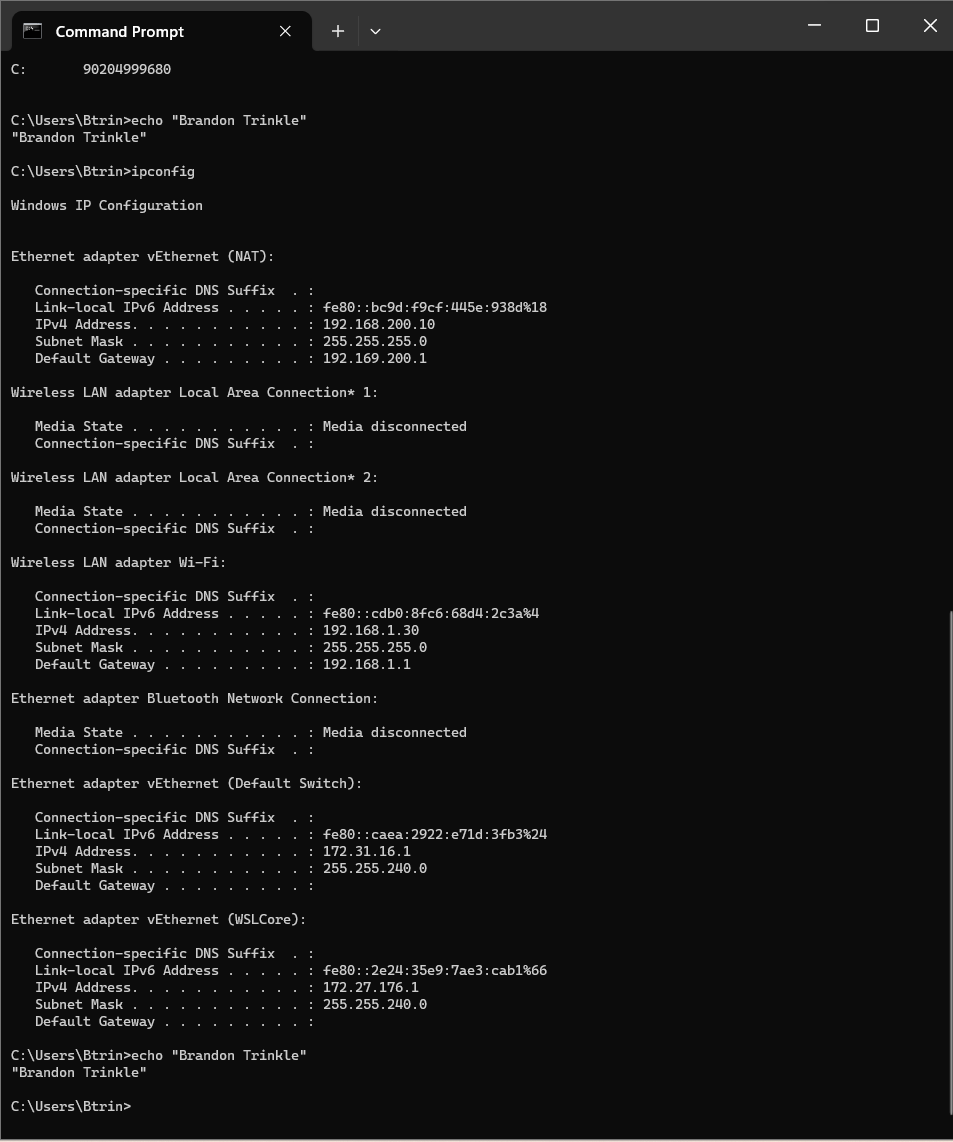 Command Prompt
C:       90204999680
C:\Users\Btrin>echo "Brandon Trinkle"
"Brandon Trinkle"
C:\Users\Btrin>ipconfig
Windows IP Configuration
Ethernet adapter vEthernet (NAT):
   Connection-specific DNS Suffix  . :
   Link-local IPv6 Address . . . . . : fe80::bc9d:f9cf:445e:938d%18
   IPv4 Address. . . . . . . . . . . : 192.168.200.10
   Subnet Mask . . . . . . . . . . . : 255.255.255.0
   Default Gateway . . . . . . . . . : 192.169.200.1
Wireless LAN adapter Local Area Connection* 1:
   Media State . . . . . . . . . . . : Media disconnected
   Connection-specific DNS Suffix  . :
Wireless LAN adapter Local Area Connection* 2:
   Media State . . . . . . . . . . . : Media disconnected
   Connection-specific DNS Suffix  . :
Wireless LAN adapter Wi-Fi:
   Connection-specific DNS Suffix  . :
   Link-local IPv6 Address . . . . . : fe80::cdb0:8fc6:68d4:2c3a%4
   IPv4 Address. . . . . . . . . . . : 192.168.1.30
   Subnet Mask . . . . . . . . . . . : 255.255.255.0
   Default Gateway . . . . . . . . . : 192.168.1.1
Ethernet adapter Bluetooth Network Connection:
   Media State . . . . . . . . . . . : Media disconnected
   Connection-specific DNS Suffix  . :
Ethernet adapter vEthernet (Default Switch):
   Connection-specific DNS Suffix  . :
   Link-local IPv6 Address . . . . . : fe80::caea:2922:e71d:3fb3%24
   IPv4 Address. . . . . . . . . . . : 172.31.16.1
   Subnet Mask . . . . . . . . . . . : 255.255.240.0
   Default Gateway . . . . . . . . . :
Ethernet adapter vEthernet (WSLCore):
   Connection-specific DNS Suffix  . :
   Link-local IPv6 Address . . . . . : fe80::2e24:35e9:7ae3:cab1%66
   IPv4 Address. . . . . . . . . . . : 172.27.176.1
   Subnet Mask . . . . . . . . . . . : 255.255.240.0
   Default Gateway . . . . . . . . . :
C:\Users\Btrin>echo "Brandon Trinkle"
"Brandon Trinkle"
C:\Users\Btrin>